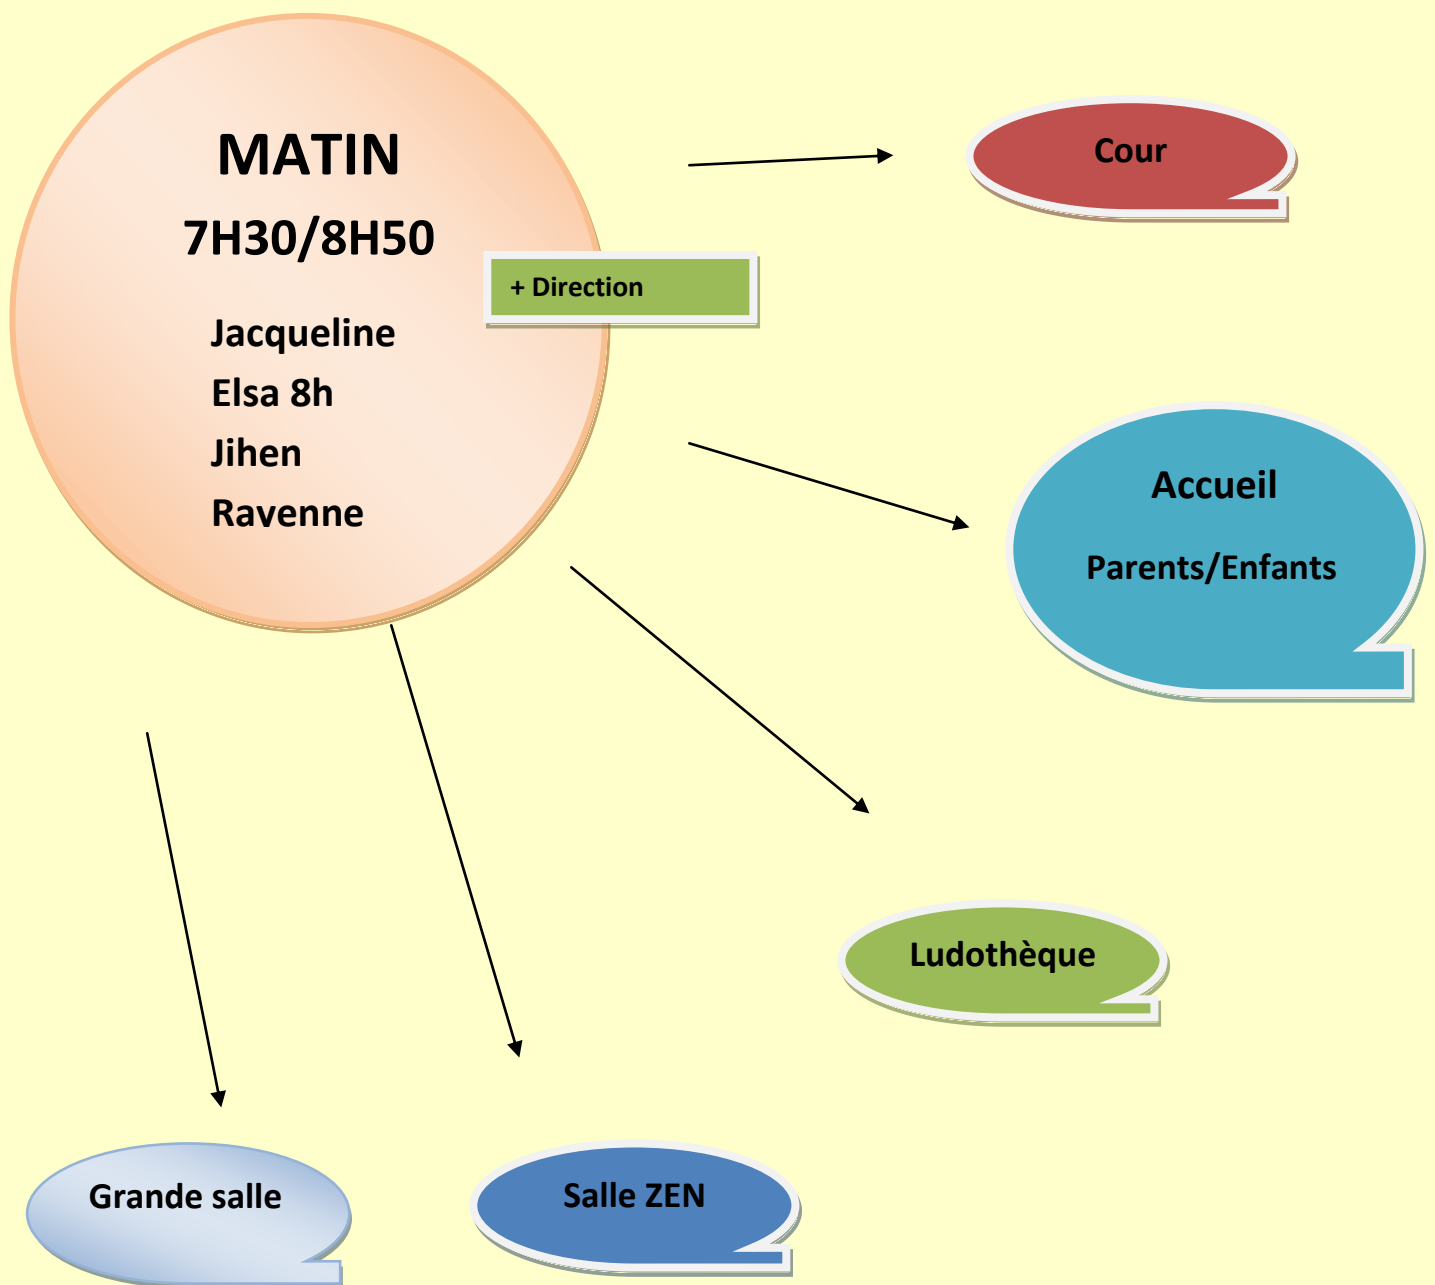 MATIN
7H30/8H50
+ Direction
Jacqueline
Elsa 8h
Jihen
Ravenne
Cour
Accueil
Parents/Enfants
Ludothèque
Grande salle
Salle ZEN